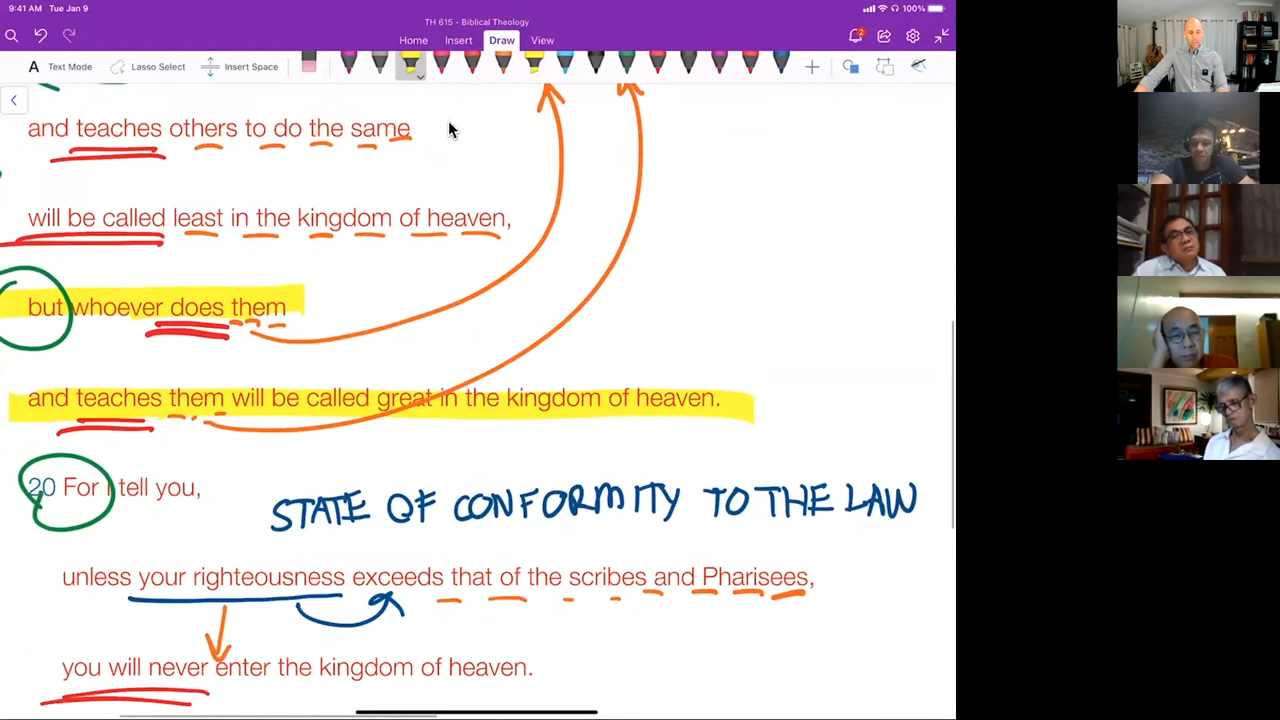 9:41 AM Tue Jan 9
100%
TH 615 - Biblical Theology
Home Insert Draw View
2
A Text Mode Lasso Select Insert Space
and teaches others to do the same
will be called least in the kingdom of heaven,
but whoever does them
and teaches them will be called great in the kingdom of heaven.
20 For I tell you,
STATE OF CONFORMITY TO THE LAW
unless your righteousness exceeds that of the scribes and Pharisees,
you will never enter the kingdom of heaven.